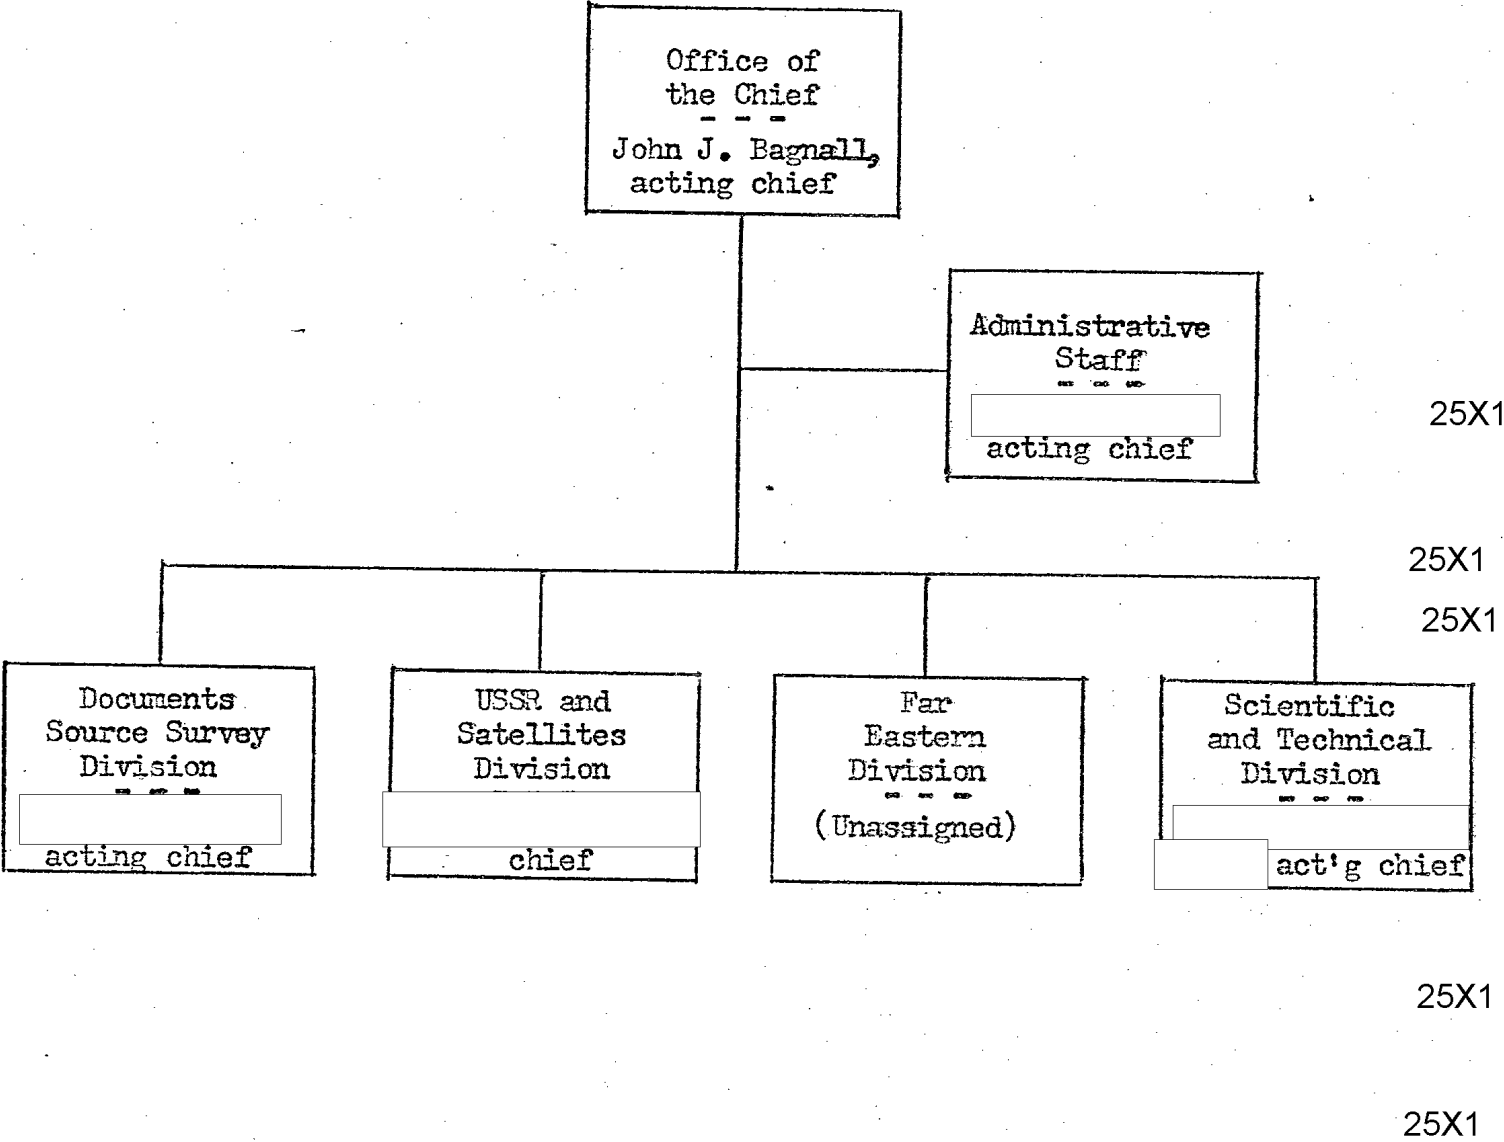 Office of
the Chief
- - -
John J. Bagnall,
acting chief
Administrative
Staff
- - -
acting chief
25X1
25X1
25X1
Documents
Source Survey
Division
- - -
acting chief
USSR and
Satellites
Division
chief
Far
Eastern
Division
- - -
(Unassigned)
Scientific
and Technical
Division
- - -
act'g chief
25X1
25X1